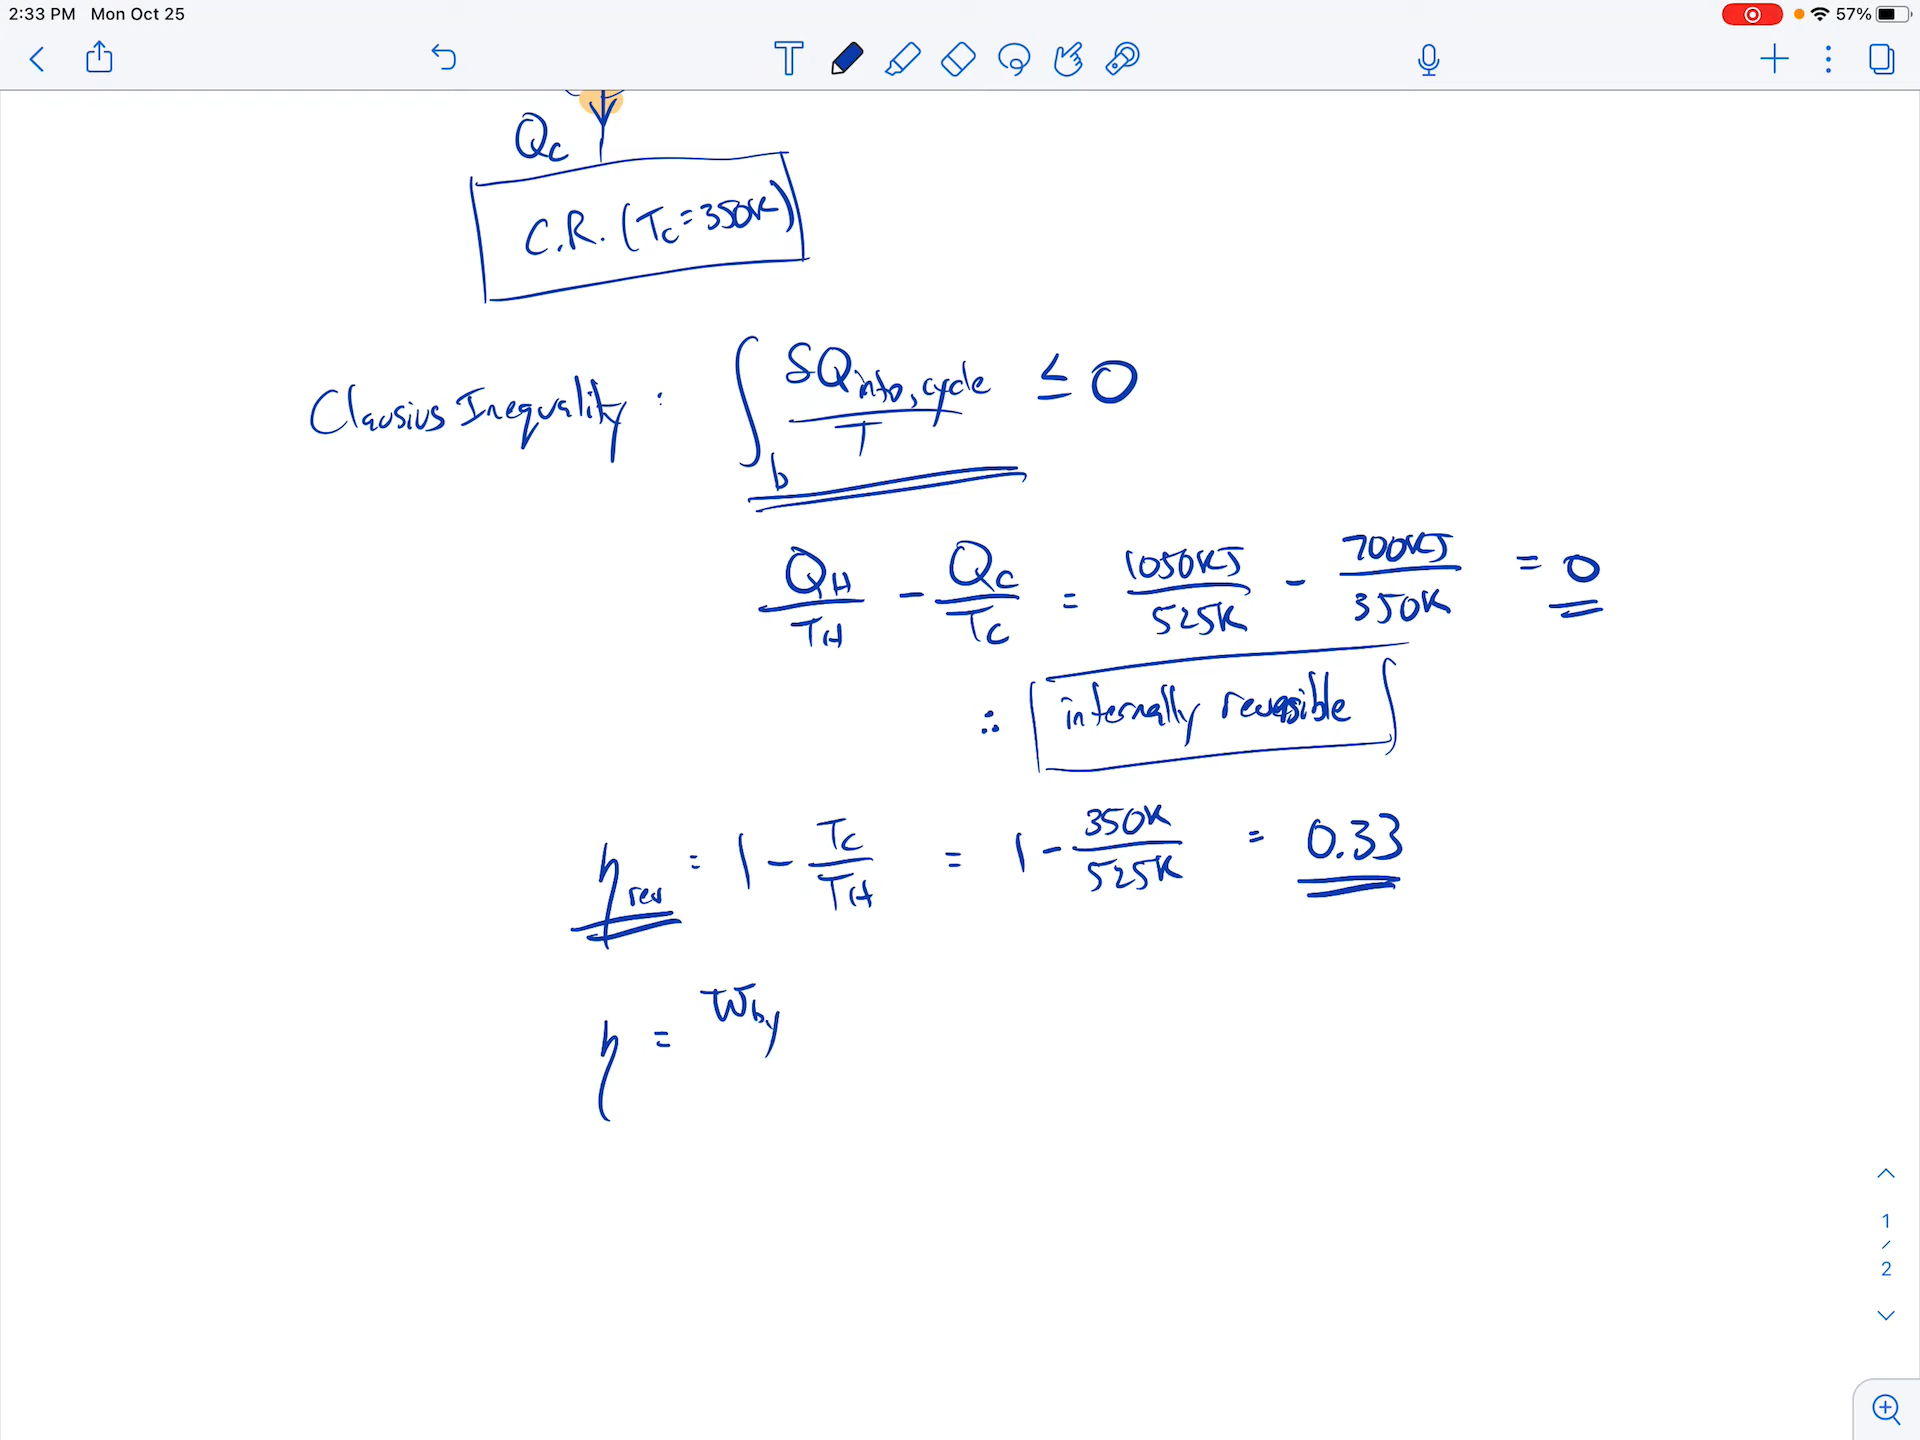 2:33 PM Mon Oct 25 57%
T
Qc
C.R. (Tc=350K)
Clausius Inequality : ∫b δQinto,cycle / T ≤ 0
QH/TH - Qc/Tc = 1050KJ/525K - 700KJ/350K = 0
∴ internally reversible
ηrev = 1 - Tc/TH = 1 - 350K/525K = 0.33
η = Wby
1
/
2